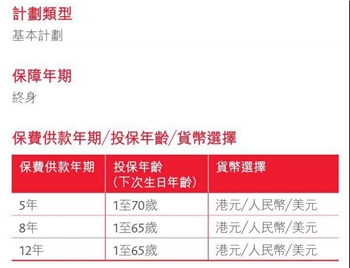 計劃類型
基本計劃
保障年期
終身
保費供款年期/投保年齡/貨幣選擇
保費供款年期 投保年齡 貨幣選擇
(下次生日年齡)
5年 1至70歲 港元/人民幣/美元
8年 1至65歲 港元/人民幣/美元
12年 1至65歲 港元/人民幣/美元